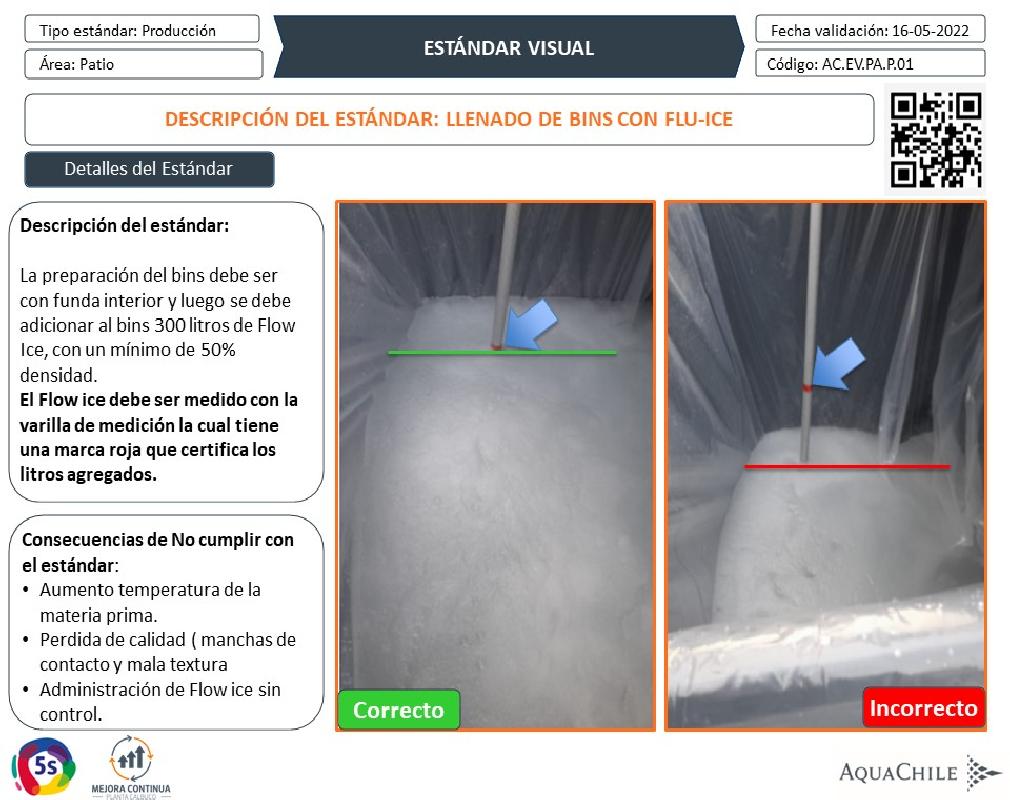 Tipo estándar: Producción
Área: Patio
ESTÁNDAR VISUAL
Fecha validación: 16-05-2022
Código: AC.EV.PA.P.01
DESCRIPCIÓN DEL ESTÁNDAR: LLENADO DE BINS CON FLU-ICE
Detalles del Estándar
Descripción del estándar:
La preparación del bins debe ser
con funda interior y luego se debe
adicionar al bins 300 litros de Flow
Ice, con un mínimo de 50%
densidad.
El Flow ice debe ser medido con la
varilla de medición la cual tiene
una marca roja que certifica los
litros agregados.
Consecuencias de No cumplir con
el estándar:
• Aumento temperatura de la
materia prima.
• Perdida de calidad ( manchas de
contacto y mala textura
• Administración de Flow ice sin
control.
Correcto
Incorrecto
5s
MEJORA CONTINUA
PLANTA CALBUCO
AQUACHILE